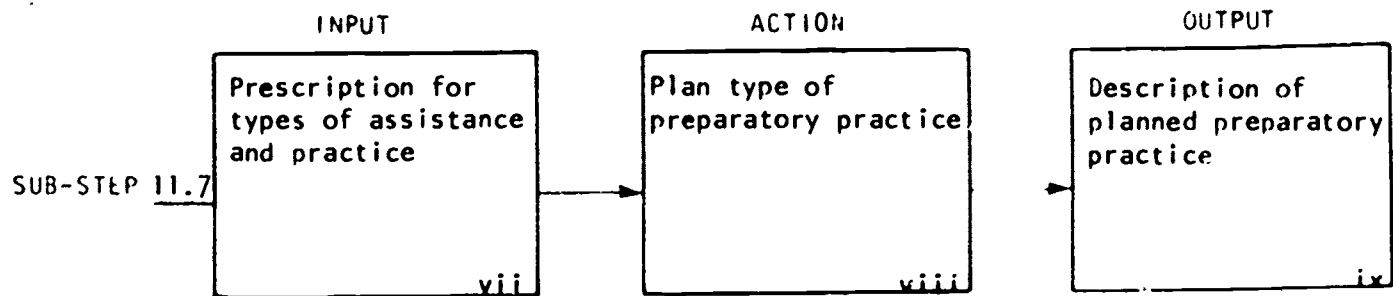 INPUT
ACTION
OUTPUT
Prescription for
types of assistance
and practice
Plan type of
preparatory practice
Description of
planned preparatory
practice
SUB-STEP 11.7
vii
viii
ix